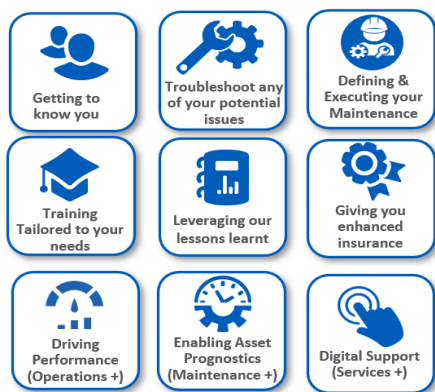 Getting to
know you
Troubleshoot any
of your potential
issues
Defining &
Executing your
Maintenance
Training
Tailored to your
needs
Leveraging our
lessons learnt
Giving you
enhanced
insurance
Driving
Performance
(Operations +)
Enabling Asset
Prognostics
(Maintenance +)
Digital Support
(Services +)